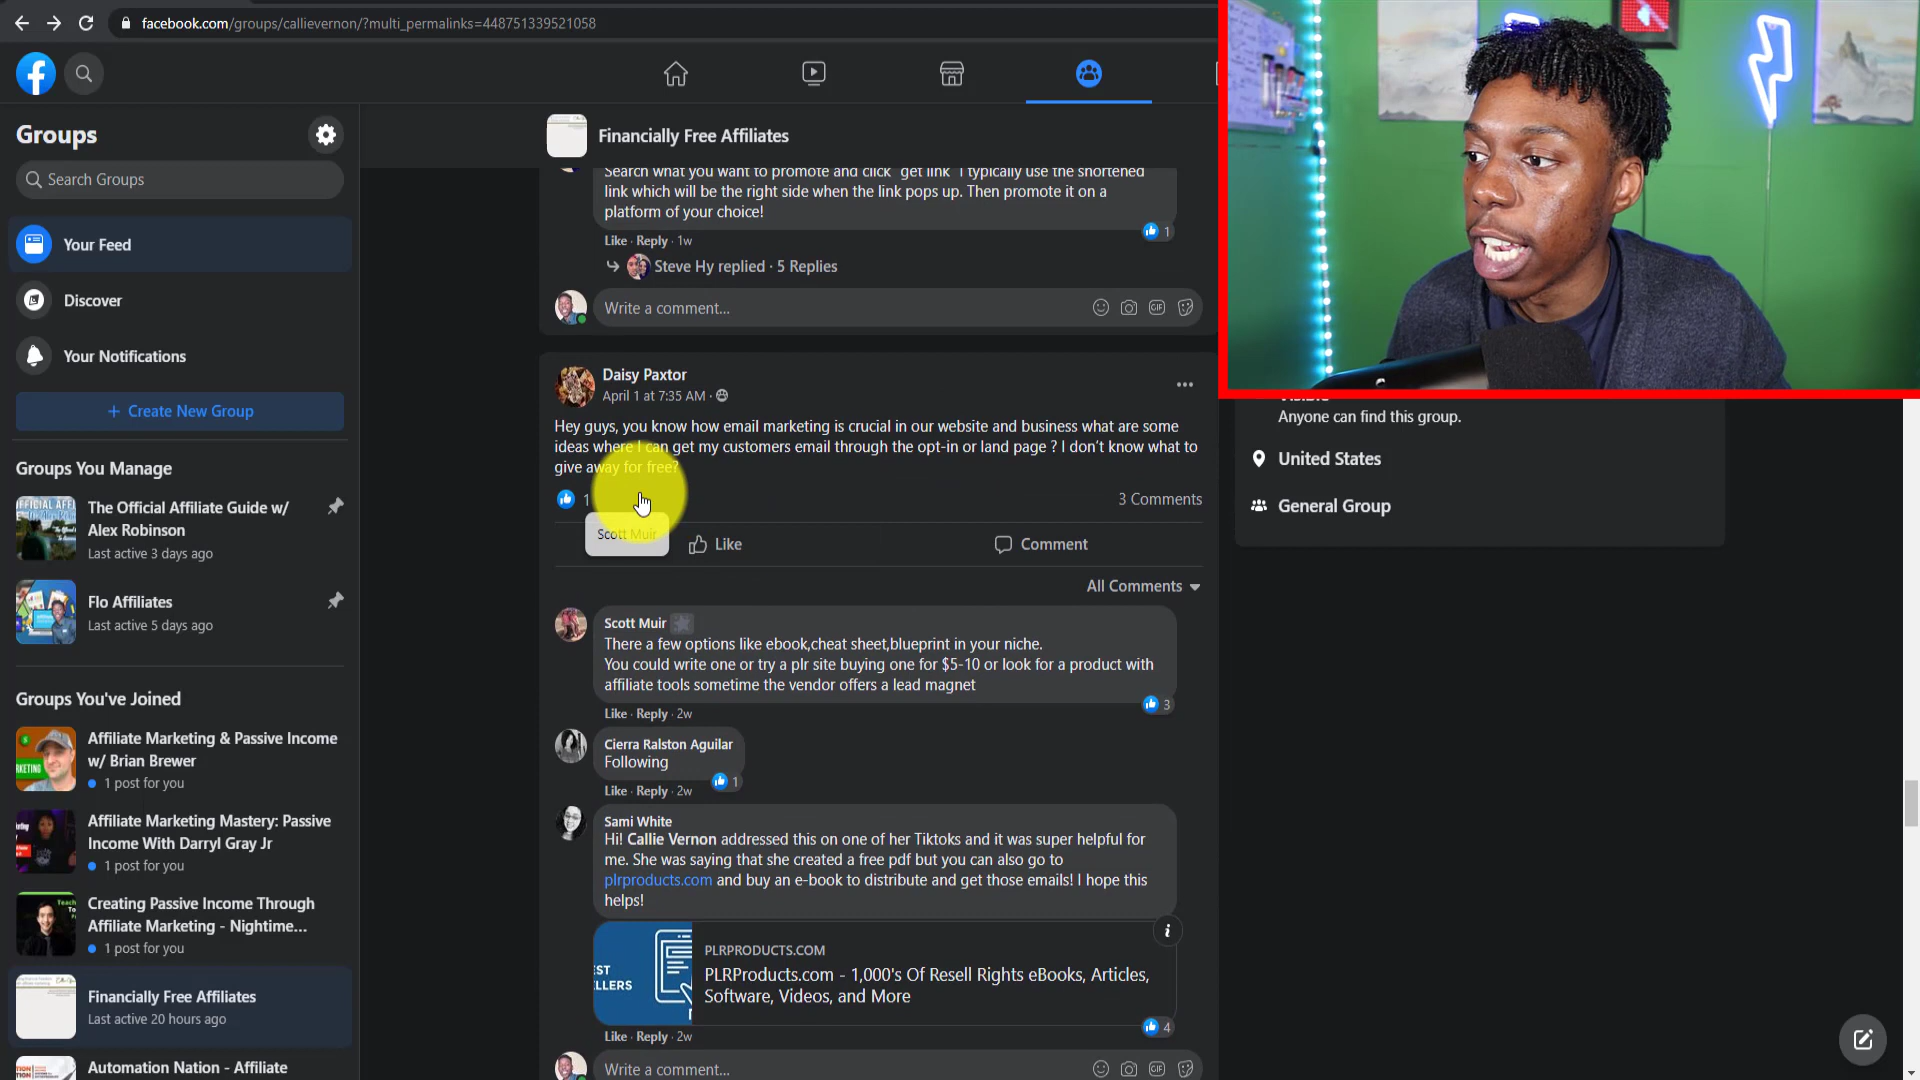 facebook.com/groups/callievernon/?multi_permalinks=448751339521058
Groups
Search Groups
Your Feed
Discover
Your Notifications
+ Create New Group
Groups You Manage
The Official Affiliate Guide w/
Alex Robinson
Last active 3 days ago
Flo Affiliates
Last active 5 days ago
Groups You've Joined
Affiliate Marketing & Passive Income
w/ Brian Brewer
1 post for you
Affiliate Marketing Mastery: Passive
Income With Darryl Gray Jr
1 post for you
Creating Passive Income Through
Affiliate Marketing - Nightime...
1 post for you
Financially Free Affiliates
Last active 20 hours ago
Automation Nation - Affiliate
Financially Free Affiliates
Search what you want to promote and click "get link" I typically use the shortened
link which will be the right side when the link pops up. Then promote it on a
platform of your choice!
1
Like · Reply · 1w
Steve Hy replied · 5 Replies
Write a comment...
GIF
Daisy Paxtor
April 1 at 7:35 AM ·
Hey guys, you know how email marketing is crucial in our website and business what are some
ideas where I can get my customers email through the opt-in or land page ? I don't know what to
give away for free?
1
3 Comments
Scott Muir
Like
Comment
All Comments
Scott Muir
There a few options like ebook,cheat sheet,blueprint in your niche.
You could write one or try a plr site buying one for $5-10 or look for a product with
affiliate tools sometime the vendor offers a lead magnet
3
Like · Reply · 2w
Cierra Ralston Aguilar
Following
1
Like · Reply · 2w
Sami White
Hi! Callie Vernon addressed this on one of her Tiktoks and it was super helpful for
me. She was saying that she created a free pdf but you can also go to
plrproducts.com and buy an e-book to distribute and get those emails! I hope this
helps!
PLRPRODUCTS.COM
PLRProducts.com - 1,000's Of Resell Rights eBooks, Articles,
Software, Videos, and More
4
Like · Reply · 2w
Write a comment...
GIF
Visible
Anyone can find this group.
United States
General Group